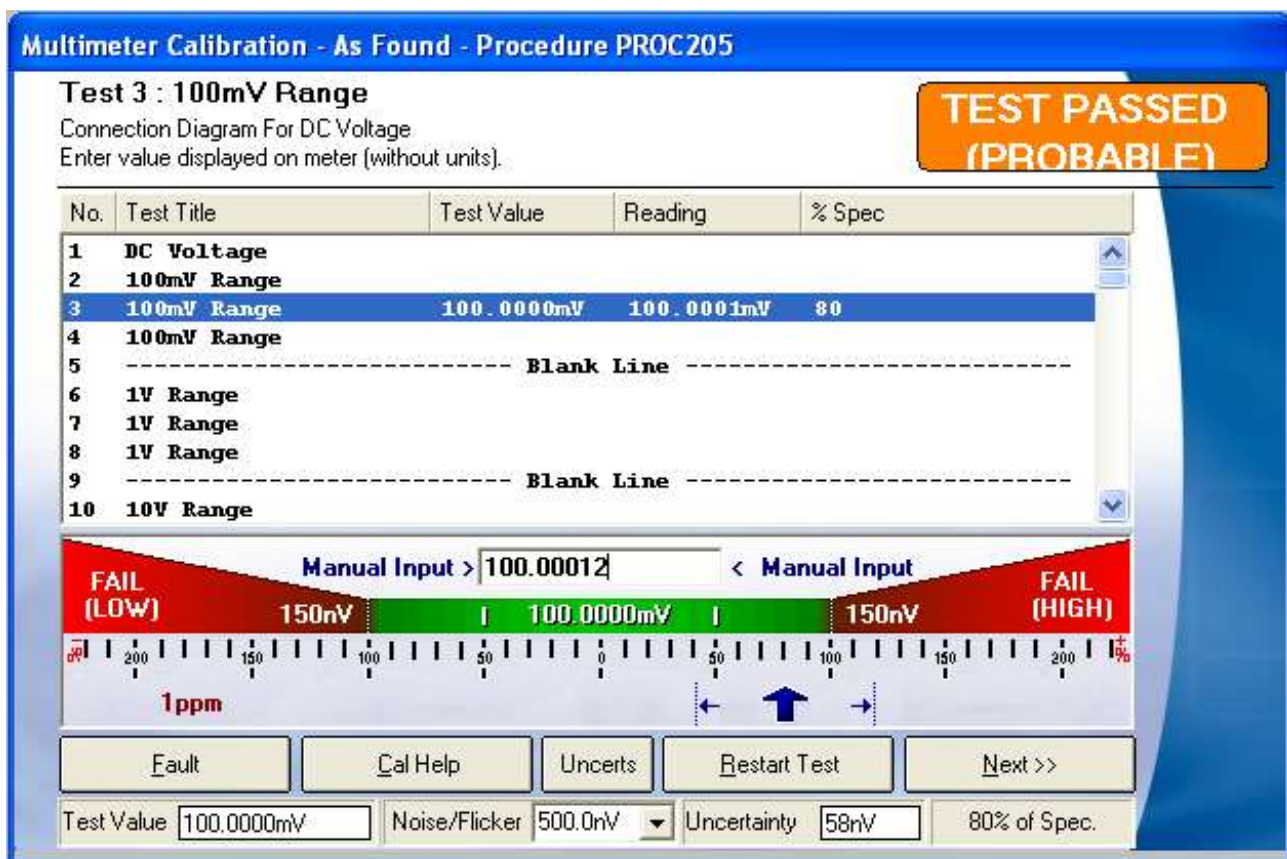 Multimeter Calibration - As Found - Procedure PROC205
Test 3 : 100mV Range
Connection Diagram For DC Voltage
Enter value displayed on meter (without units).
TEST PASSED
(PROBABLE)
No. Test Title Test Value Reading % Spec
1 DC Voltage
2 100mV Range
3 100mV Range 100.0000mV 100.0001mV 80
4 100mV Range
5 --------------------------- Blank Line ---------------------------
6 1V Range
7 1V Range
8 1V Range
9 --------------------------- Blank Line ---------------------------
10 10V Range
Manual Input > 100.00012 < Manual Input
FAIL
(LOW)
150nV 100.0000mV 150nV
FAIL
(HIGH)
-% 200 150 100 50 0 50 100 150 200 +%
1ppm
Fault Cal Help Uncerts Restart Test Next >>
Test Value 100.0000mV Noise/Flicker 500.0nV Uncertainty 58nV 80% of Spec.